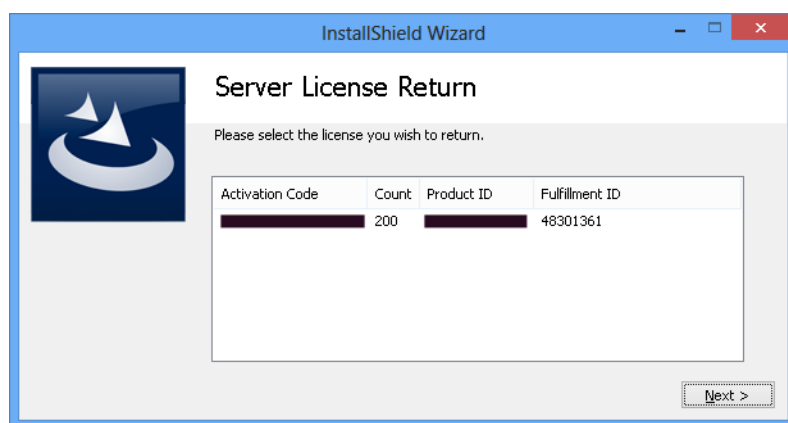 InstallShield Wizard
Server License Return
Please select the license you wish to return.
Activation Code Count Product ID Fulfillment ID
200 48301361
Next >